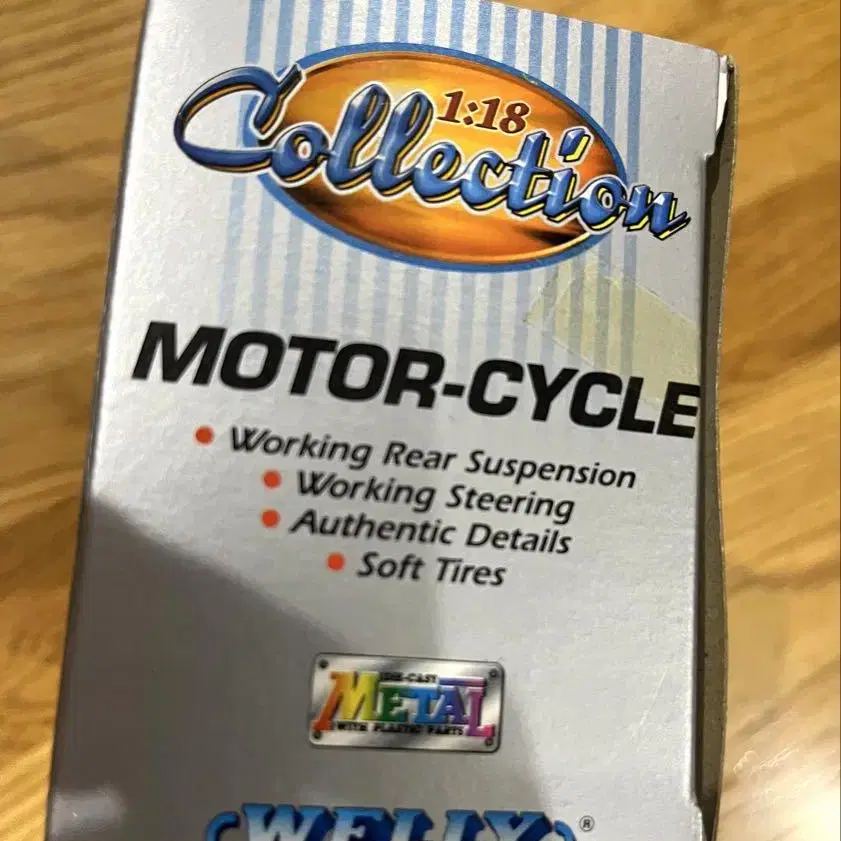 1:18
Collection
MOTOR-CYCLE
• Working Rear Suspension
• Working Steering
• Authentic Details
• Soft Tires
DIE-CAST
METAL
WITH PLASTIC PARTS
WELLY ®